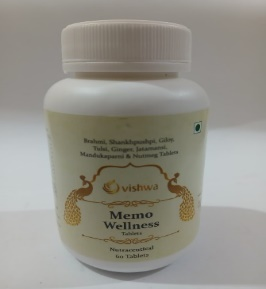 Brahmi, Shankhpushpi, Giloy,
Tulsi, Ginger, Jatamansi,
Mandukaparni & Nutmeg Tablets
vishwa
Memo
Wellness
Tablets
Nutraceutical
60 Tablets